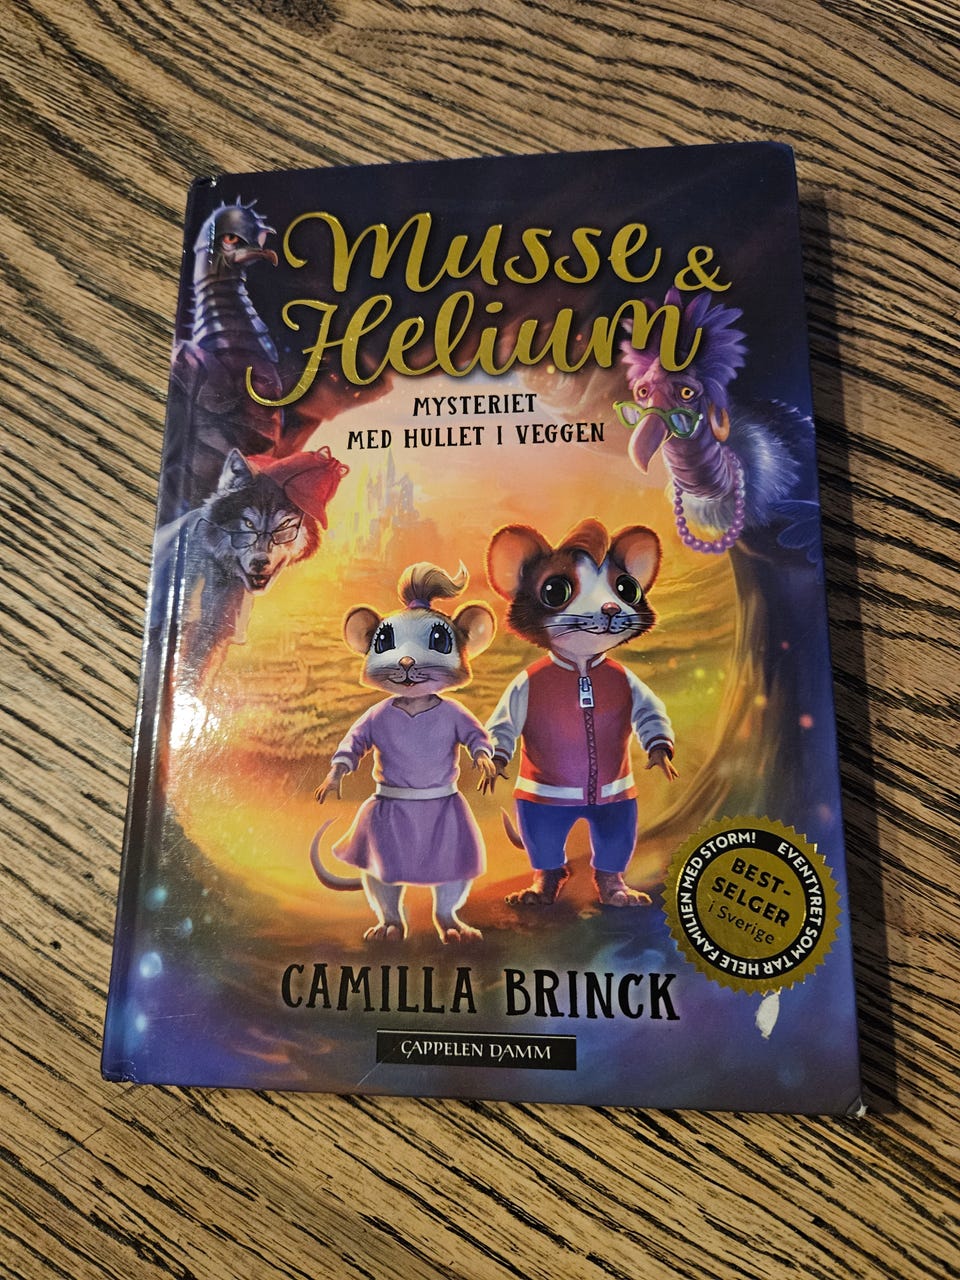 Musse &
Helium
MYSTERIET
MED HULLET I VEGGEN
EVENTYRET SOM TAR HELE FAMILIEN MED STORM!
BEST-
SELGER
i Sverige
CAMILLA BRINCK
CAPPELEN DAMM